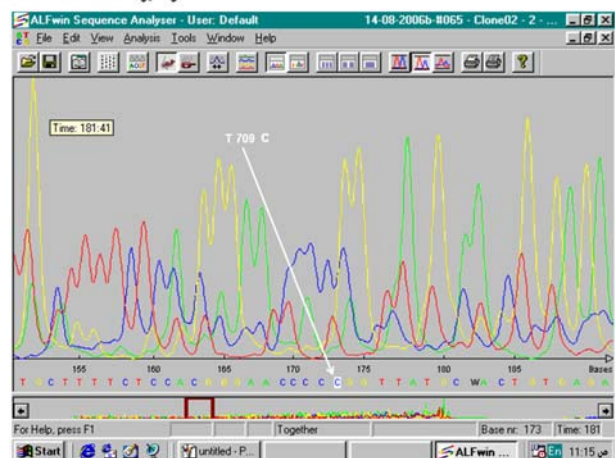 ALFwin Sequence Analyser - User: Default 14-08-2006b-#065 - Clone02 - 2 - ...
File Edit View Analysis Tools Window Help
Time: 181:41
T 709 C
155 160 165 170 175 180 185 Bases
T G C T T T T C T C C A C G G G A A C C C C C G G T T A T G C W A C T G T G A G A
For Help, press F1 Together Base nr: 173 Time: 181
Start untitled - P... ALFwin ... En 11:15 ص